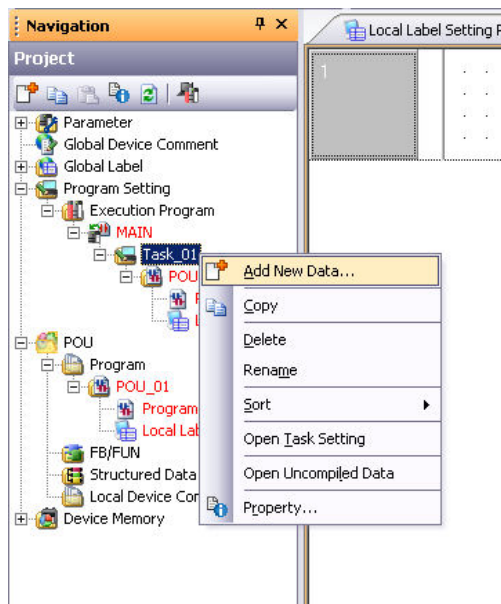 Navigation
Project
Parameter
Global Device Comment
Global Label
Program Setting
Execution Program
MAIN
Task_01
POU
POU
Program
POU_01
Program
Local Lab
FB/FUN
Structured Data
Local Device Com
Device Memory
Add New Data...
Copy
Delete
Rename
Sort
Open Task Setting
Open Uncompiled Data
Property...
Local Label Setting P
1